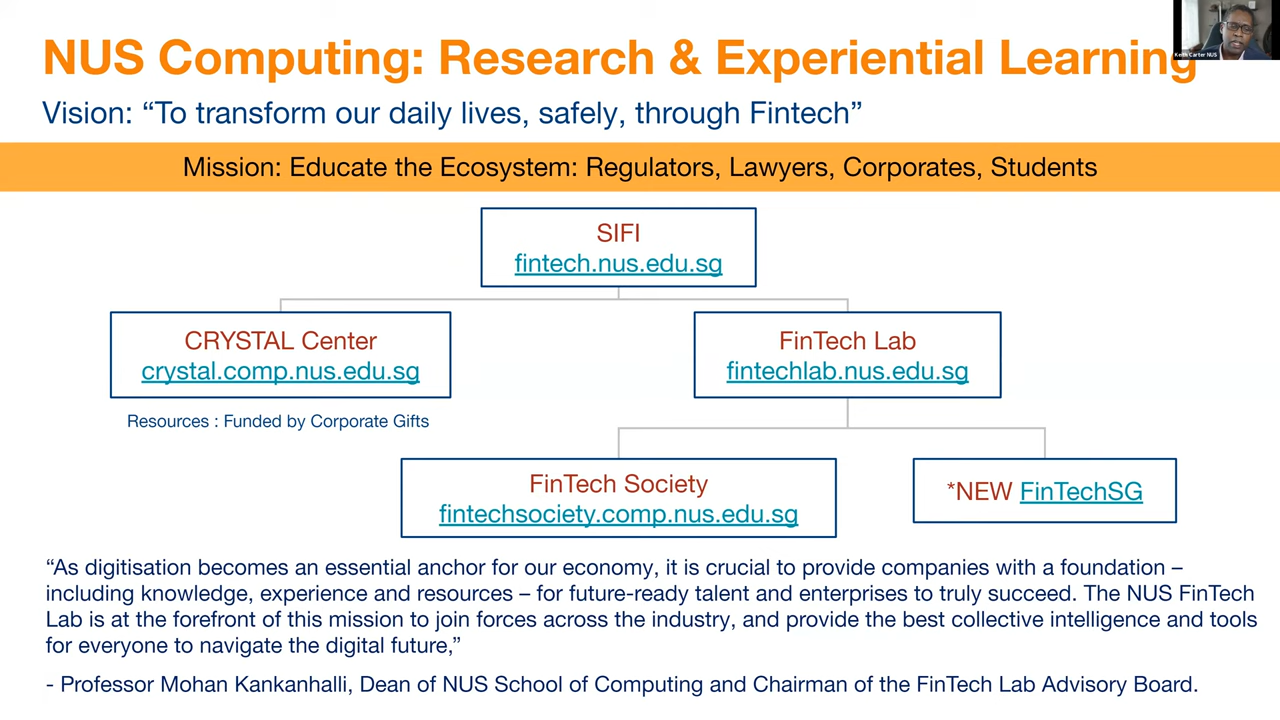 NUS Computing: Research & Experiential Learning
Keith Carter NUS
Vision: “To transform our daily lives, safely, through Fintech”
Mission: Educate the Ecosystem: Regulators, Lawyers, Corporates, Students
SIFI
fintech.nus.edu.sg
CRYSTAL Center
crystal.comp.nus.edu.sg
FinTech Lab
fintechlab.nus.edu.sg
Resources : Funded by Corporate Gifts
FinTech Society
fintechsociety.comp.nus.edu.sg
*NEW FinTechSG
“As digitisation becomes an essential anchor for our economy, it is crucial to provide companies with a foundation –
including knowledge, experience and resources – for future-ready talent and enterprises to truly succeed. The NUS FinTech
Lab is at the forefront of this mission to join forces across the industry, and provide the best collective intelligence and tools
for everyone to navigate the digital future,”
- Professor Mohan Kankanhalli, Dean of NUS School of Computing and Chairman of the FinTech Lab Advisory Board.